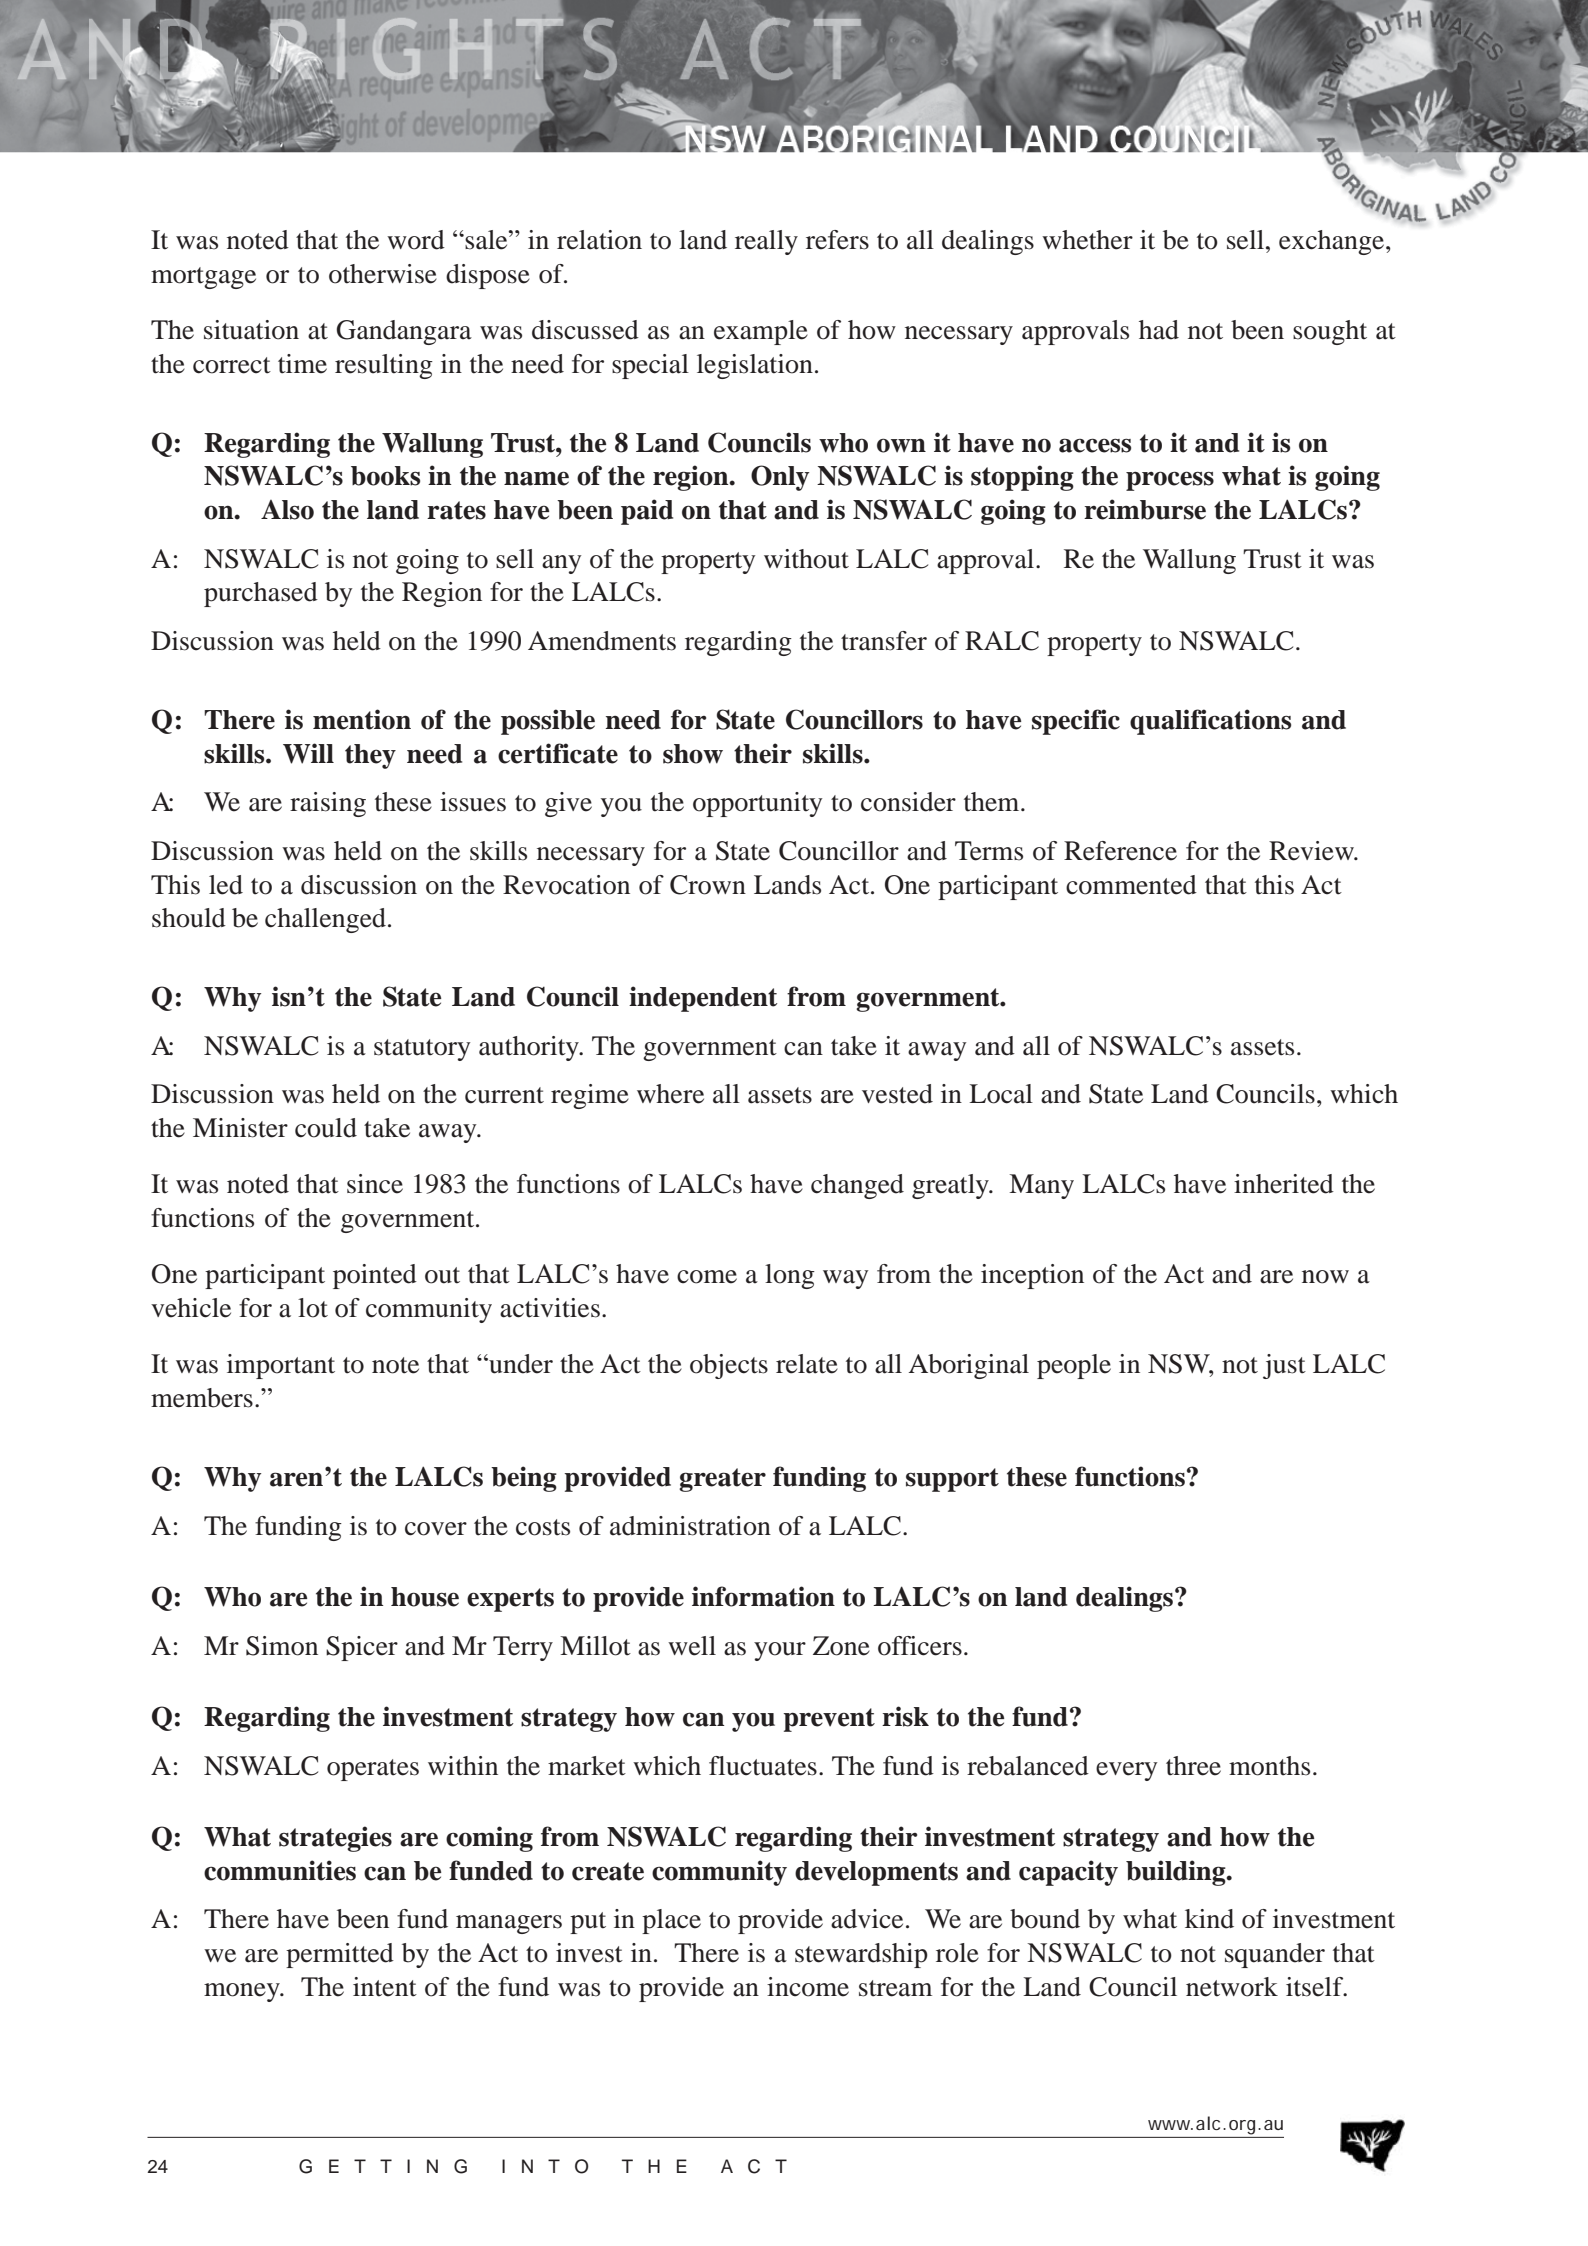 AND RIGHTS ACT
uire and make reco
ether the aims and o
RA require expansi
ight of developme
NSW ABORIGINAL LAND COUNCIL
NEW SOUTH WALES
ABORIGINAL LAND COUNCIL
It was noted that the word “sale” in relation to land really refers to all dealings whether it be to sell, exchange,
mortgage or to otherwise dispose of.
The situation at Gandangara was discussed as an example of how necessary approvals had not been sought at
the correct time resulting in the need for special legislation.
Q: Regarding the Wallung Trust, the 8 Land Councils who own it have no access to it and it is on
NSWALC’s books in the name of the region. Only NSWALC is stopping the process what is going
on. Also the land rates have been paid on that and is NSWALC going to reimburse the LALCs?
A: NSWALC is not going to sell any of the property without LALC approval. Re the Wallung Trust it was
purchased by the Region for the LALCs.
Discussion was held on the 1990 Amendments regarding the transfer of RALC property to NSWALC.
Q: There is mention of the possible need for State Councillors to have specific qualifications and
skills. Will they need a certificate to show their skills.
A: We are raising these issues to give you the opportunity to consider them.
Discussion was held on the skills necessary for a State Councillor and Terms of Reference for the Review.
This led to a discussion on the Revocation of Crown Lands Act. One participant commented that this Act
should be challenged.
Q: Why isn’t the State Land Council independent from government.
A: NSWALC is a statutory authority. The government can take it away and all of NSWALC’s assets.
Discussion was held on the current regime where all assets are vested in Local and State Land Councils, which
the Minister could take away.
It was noted that since 1983 the functions of LALCs have changed greatly. Many LALCs have inherited the
functions of the government.
One participant pointed out that LALC’s have come a long way from the inception of the Act and are now a
vehicle for a lot of community activities.
It was important to note that “under the Act the objects relate to all Aboriginal people in NSW, not just LALC
members.”
Q: Why aren’t the LALCs being provided greater funding to support these functions?
A: The funding is to cover the costs of administration of a LALC.
Q: Who are the in house experts to provide information to LALC’s on land dealings?
A: Mr Simon Spicer and Mr Terry Millot as well as your Zone officers.
Q: Regarding the investment strategy how can you prevent risk to the fund?
A: NSWALC operates within the market which fluctuates. The fund is rebalanced every three months.
Q: What strategies are coming from NSWALC regarding their investment strategy and how the
communities can be funded to create community developments and capacity building.
A: There have been fund managers put in place to provide advice. We are bound by what kind of investment
we are permitted by the Act to invest in. There is a stewardship role for NSWALC to not squander that
money. The intent of the fund was to provide an income stream for the Land Council network itself.
www.alc.org.au
24 GETTING INTO THE ACT